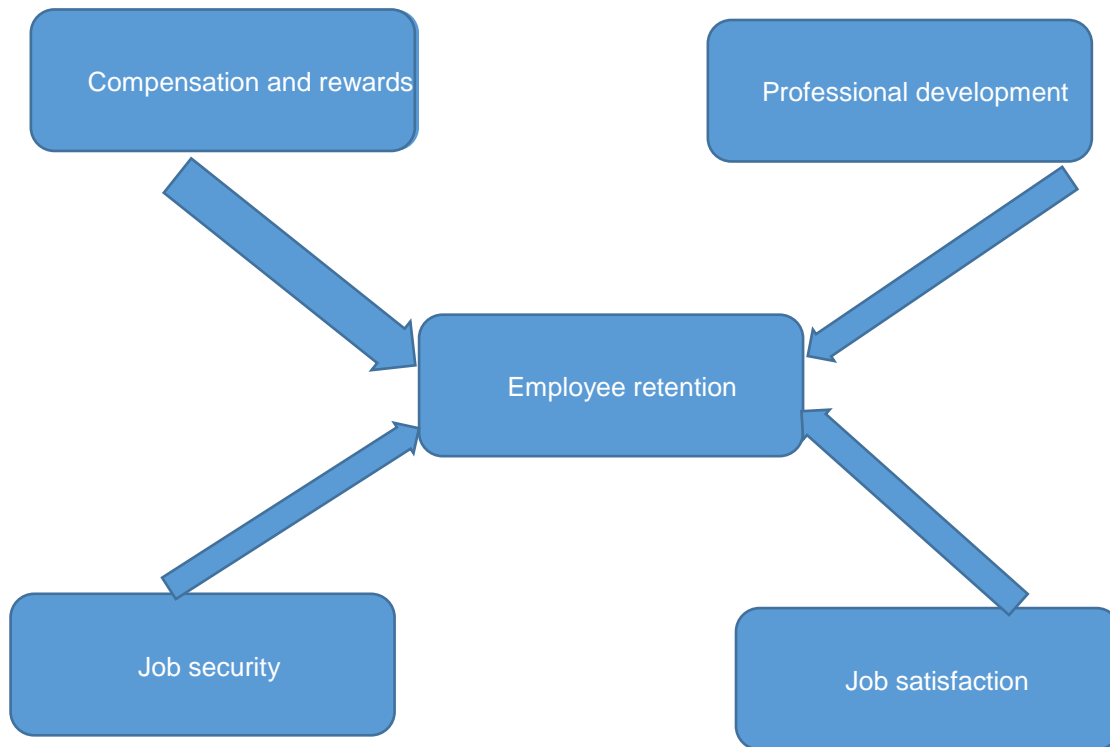 Compensation and rewards
Professional development
Employee retention
Job security
Job satisfaction